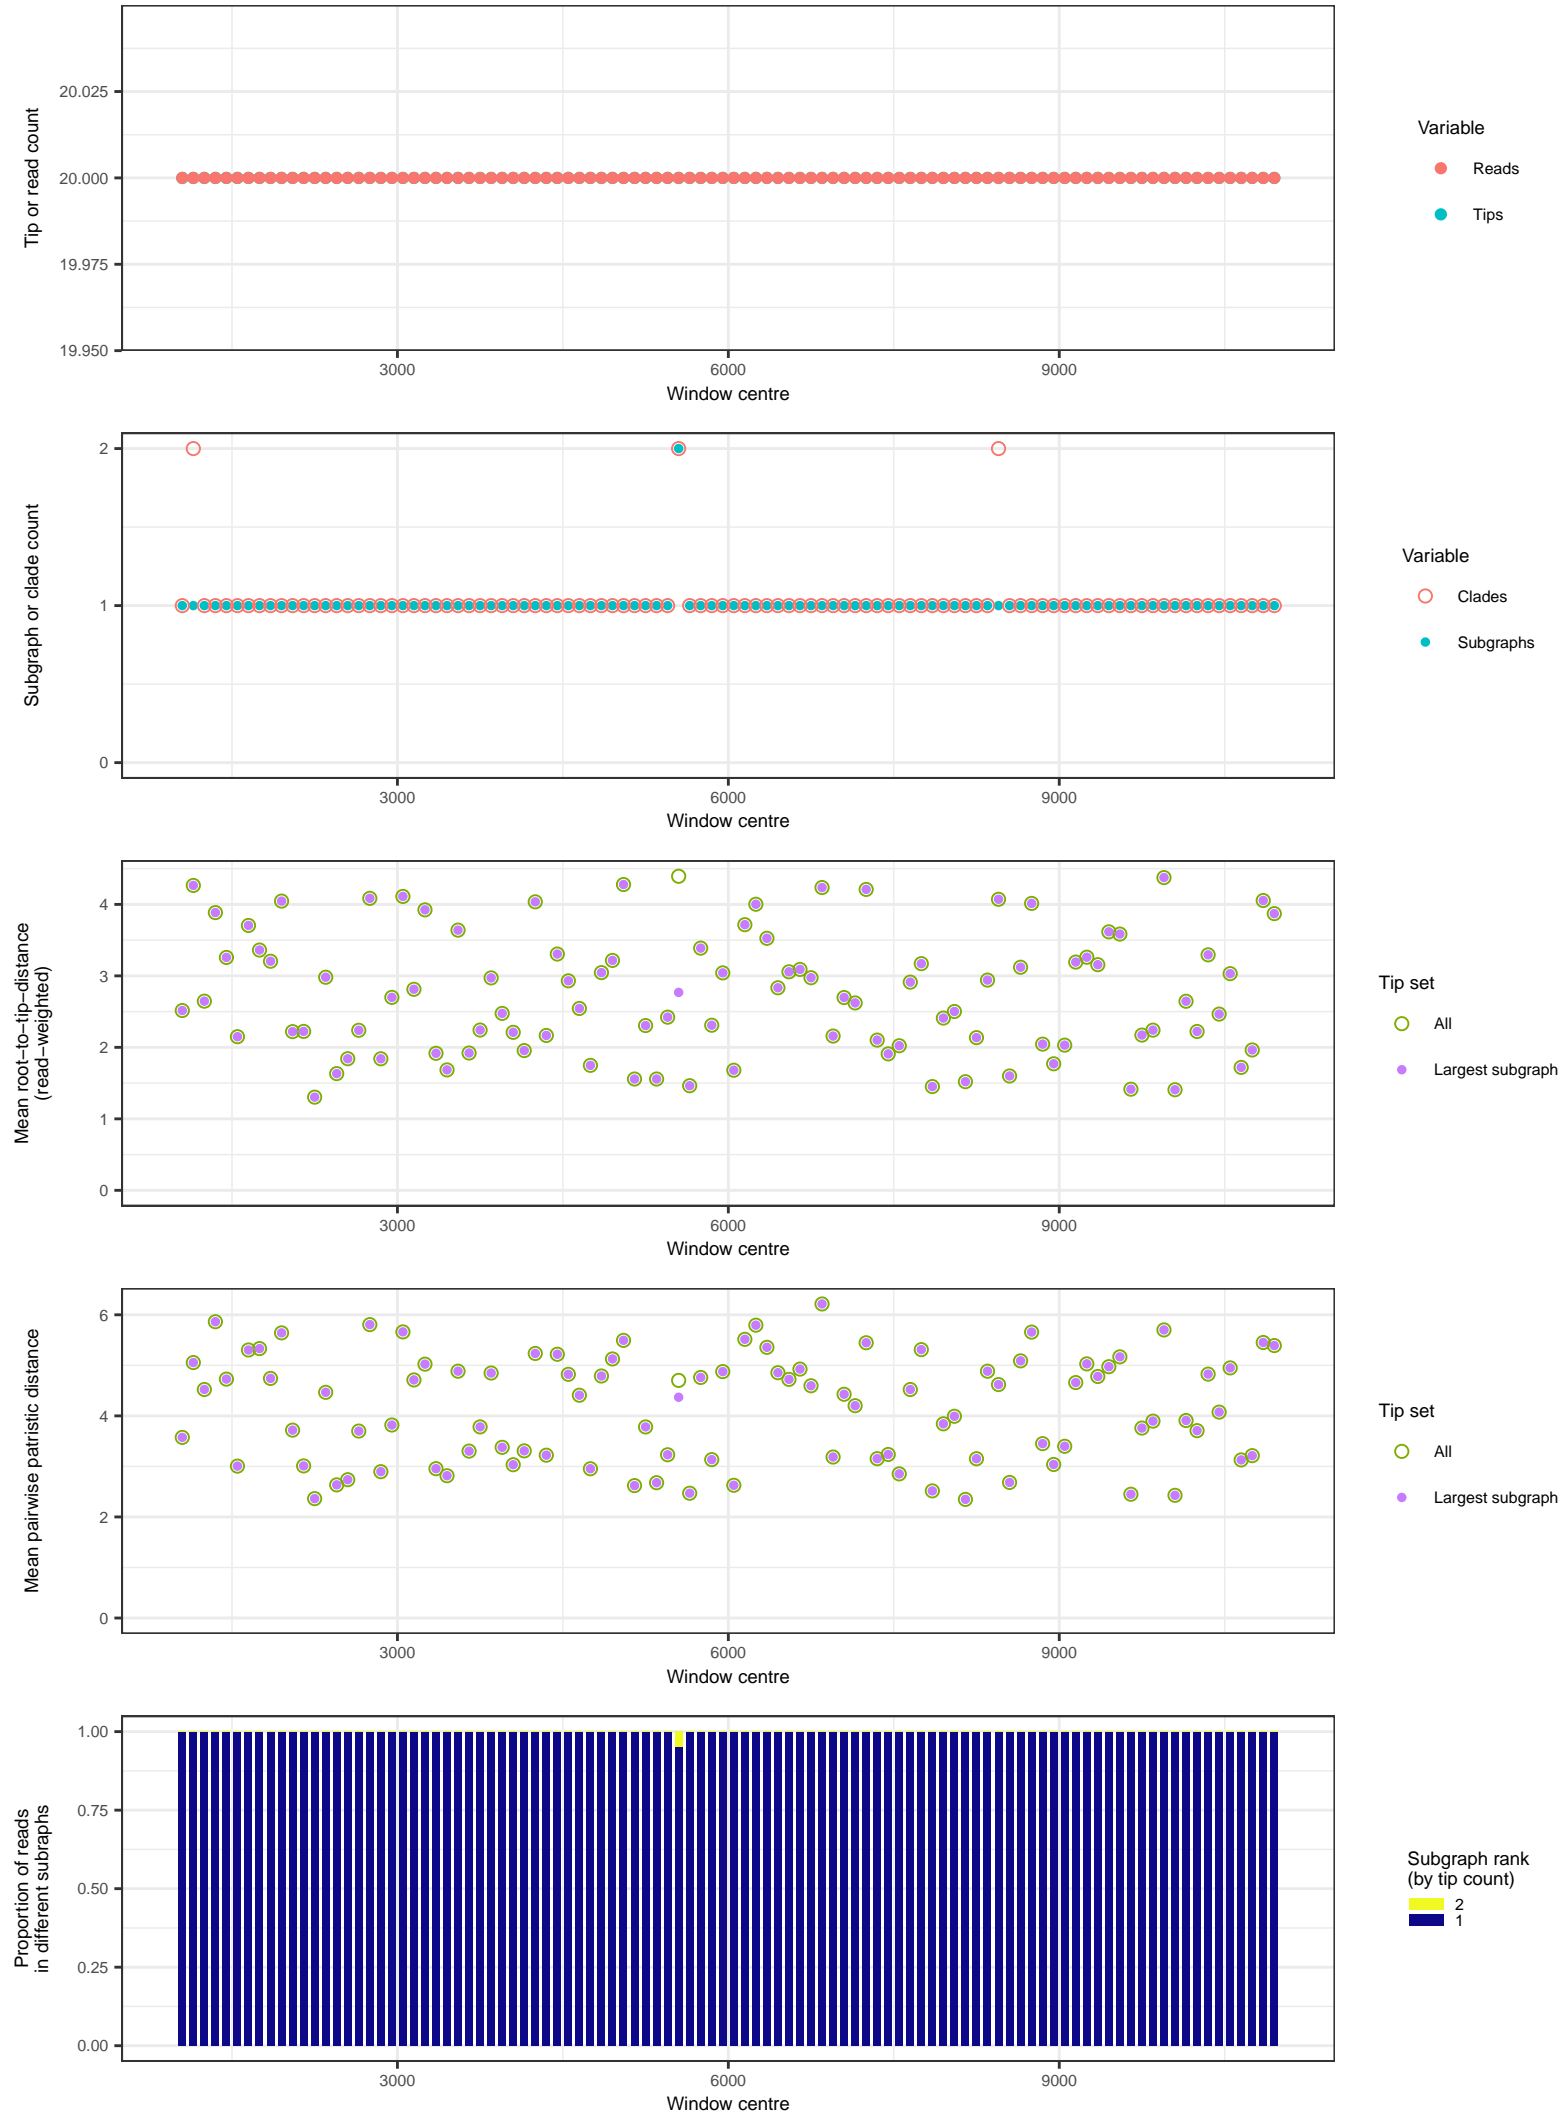 Tip or read count
20.025
20.000
19.975
19.950
3000
6000
9000
Window centre
Variable
Reads
Tips
Subgraph or clade count
2
1
0
3000
6000
9000
Window centre
Variable
Clades
Subgraphs
Mean root−to−tip−distance
(read−weighted)
4
3
2
1
0
3000
6000
9000
Window centre
Tip set
All
Largest subgraph
Mean pairwise patristic distance
6
4
2
0
3000
6000
9000
Window centre
Tip set
All
Largest subgraph
Proportion of reads
in different subraphs
1.00
0.75
0.50
0.25
0.00
3000
6000
9000
Window centre
Subgraph rank
(by tip count)
2
1